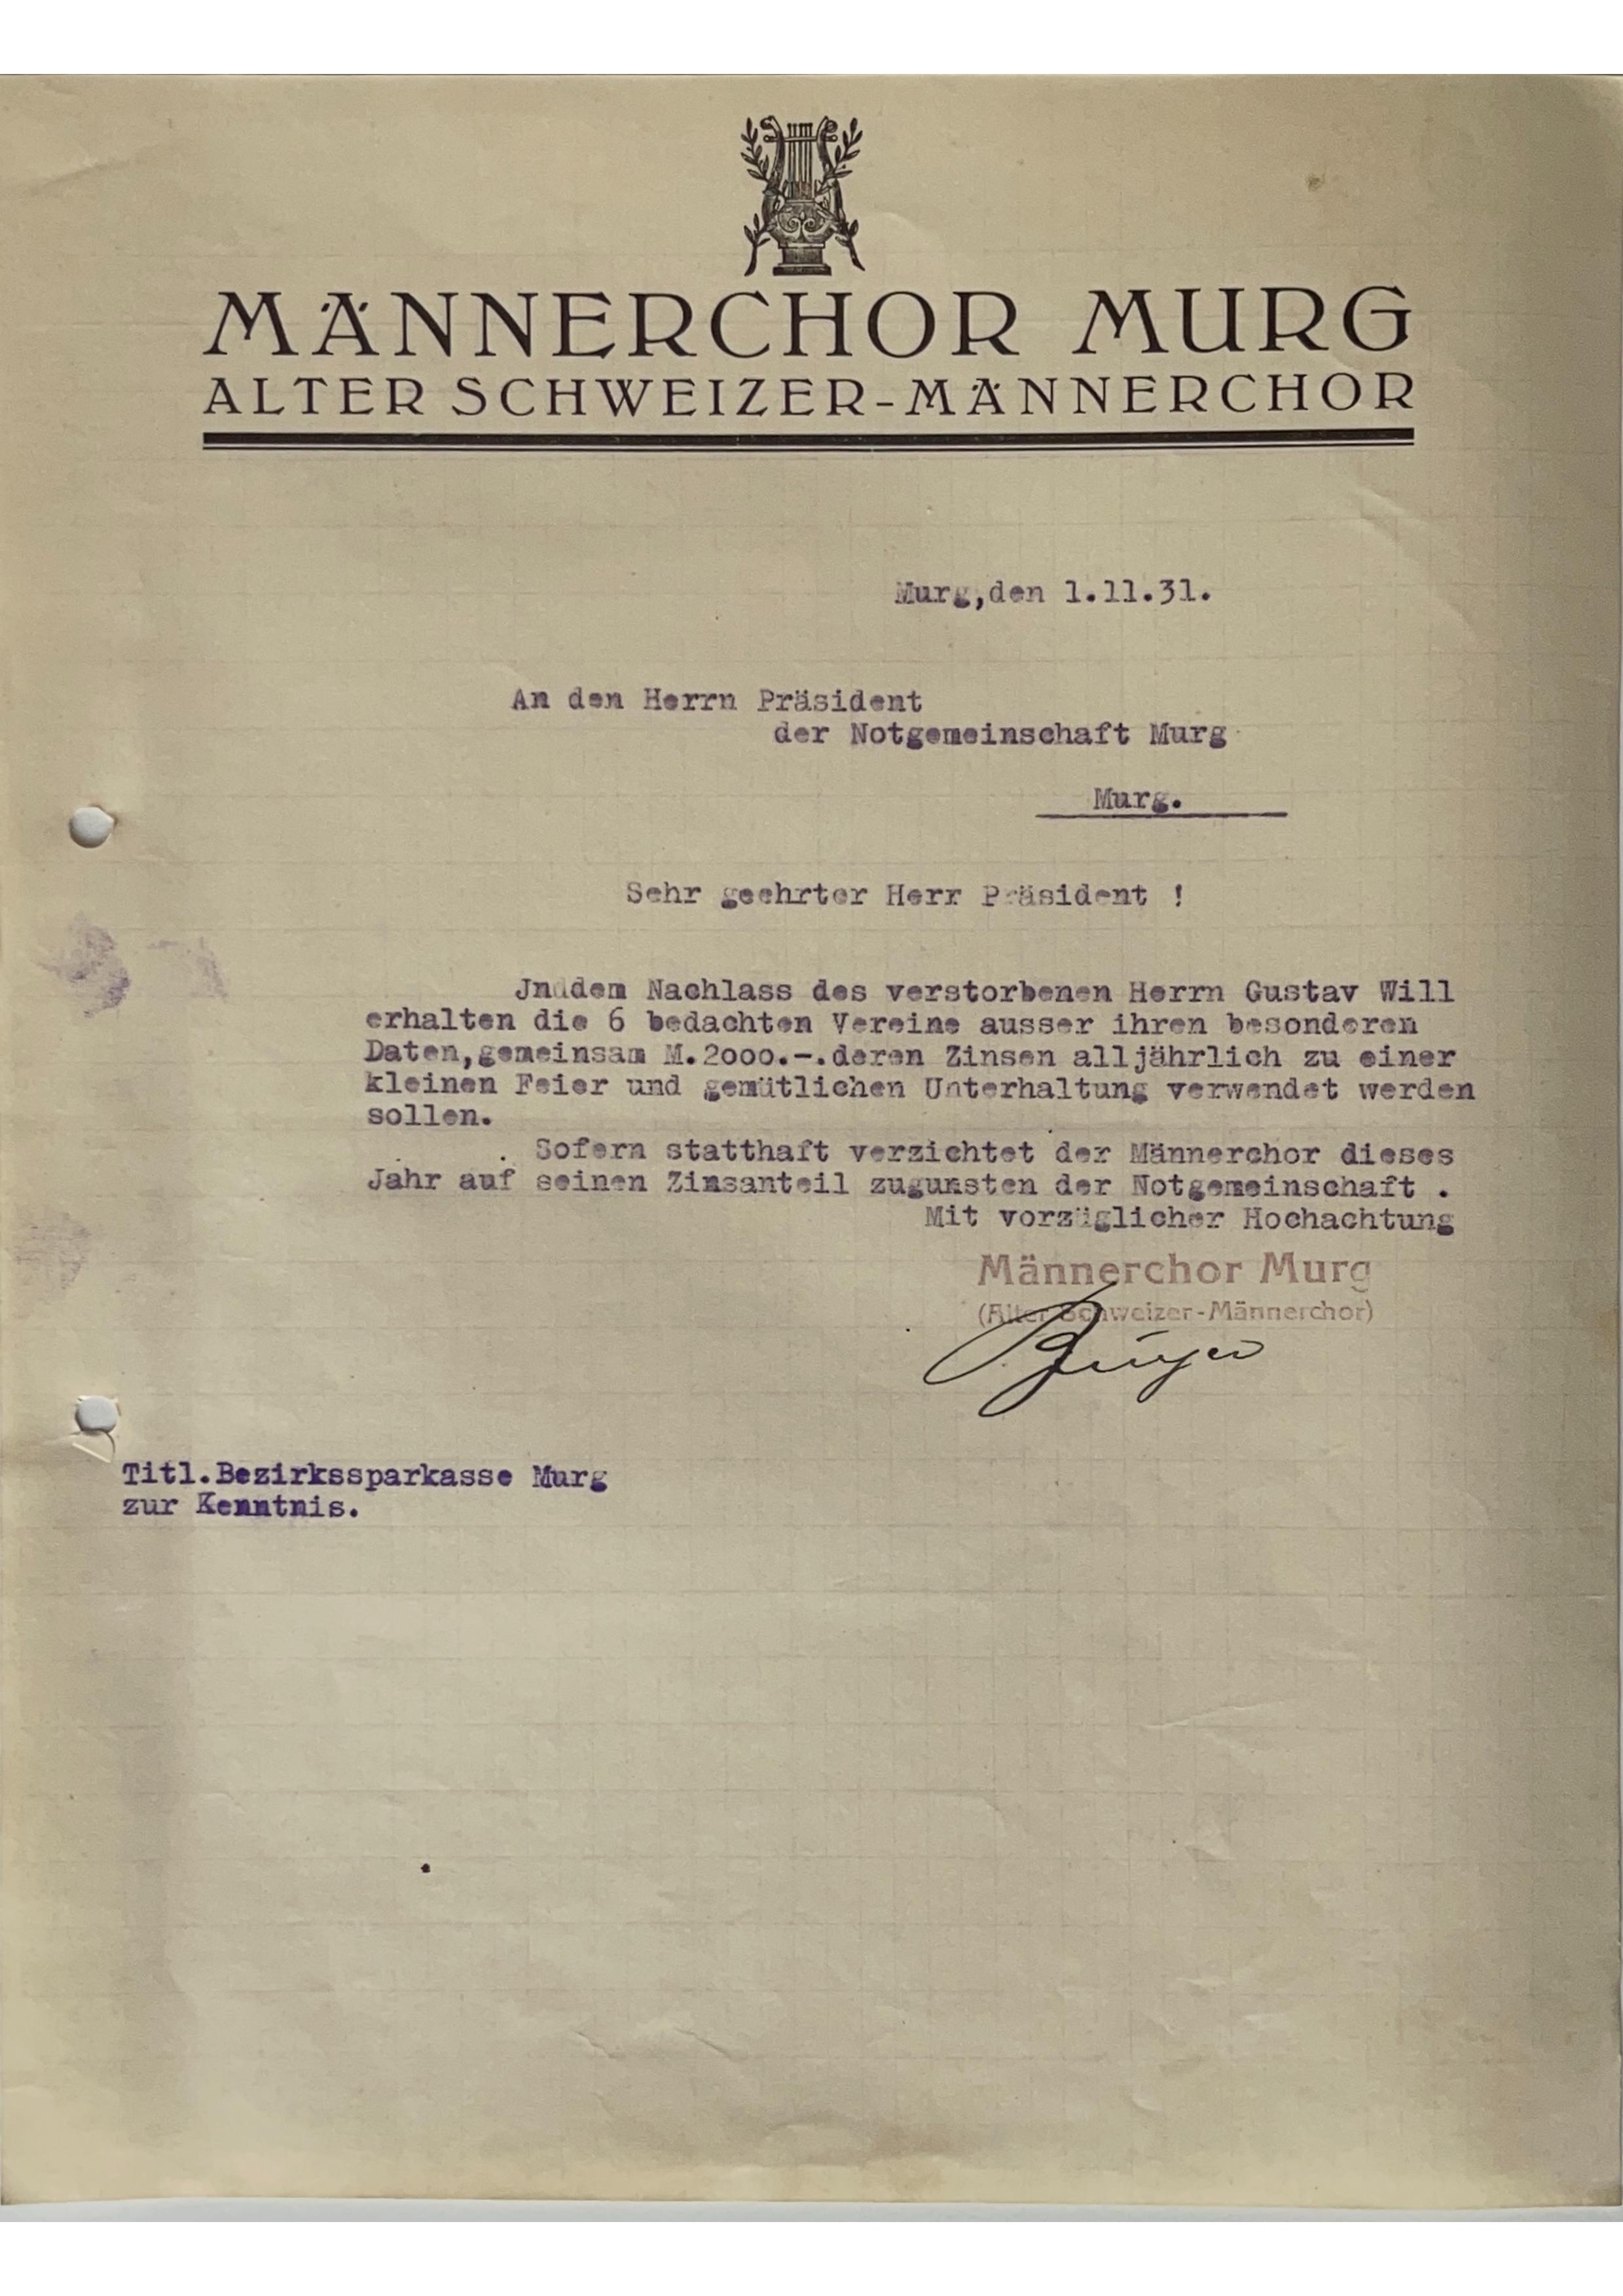 MÄNNERCHOR MURG
ALTER SCHWEIZER-MÄNNERCHOR
Murg,den 1.11.31.
An den Herrn Präsident
der Notgemeinschaft Murg
Murg.
Sehr geehrter Herr Präsident !
Jn dem Nachlass des verstorbenen Herrn Gustav Will
erhalten die 6 bedachten Vereine ausser ihren besonderen
Daten,gemeinsam M.2000.-.deren Zinsen alljährlich zu einer
kleinen Feier und gemütlichen Unterhaltung verwendet werden
sollen.
Sofern statthaft verzichtet der Männerchor dieses
Jahr auf seinen Zinsanteil zugunsten der Notgemeinschaft .
Mit vorzüglicher Hochachtung
Männerchor Murg
(Alter Schweizer-Männerchor)
Titl.Bezirkssparkasse Murg
zur Kenntnis.